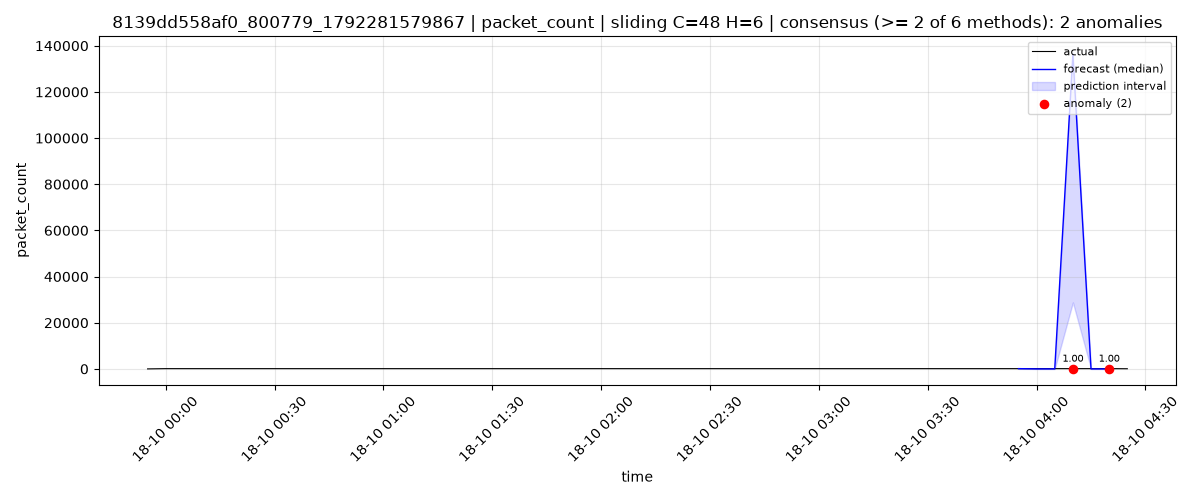 8139dd558af0_800779_1792281579867 | packet_count | sliding C=48 H=6 | consensus (>= 2 of 6 methods): 2 anomalies
140000
120000
100000
80000
60000
40000
20000
0
packet_count
actual
forecast (median)
prediction interval
anomaly (2)
1.00
1.00
18-10 00:00
18-10 00:30
18-10 01:00
18-10 01:30
18-10 02:00
18-10 02:30
18-10 03:00
18-10 03:30
18-10 04:00
18-10 04:30
time